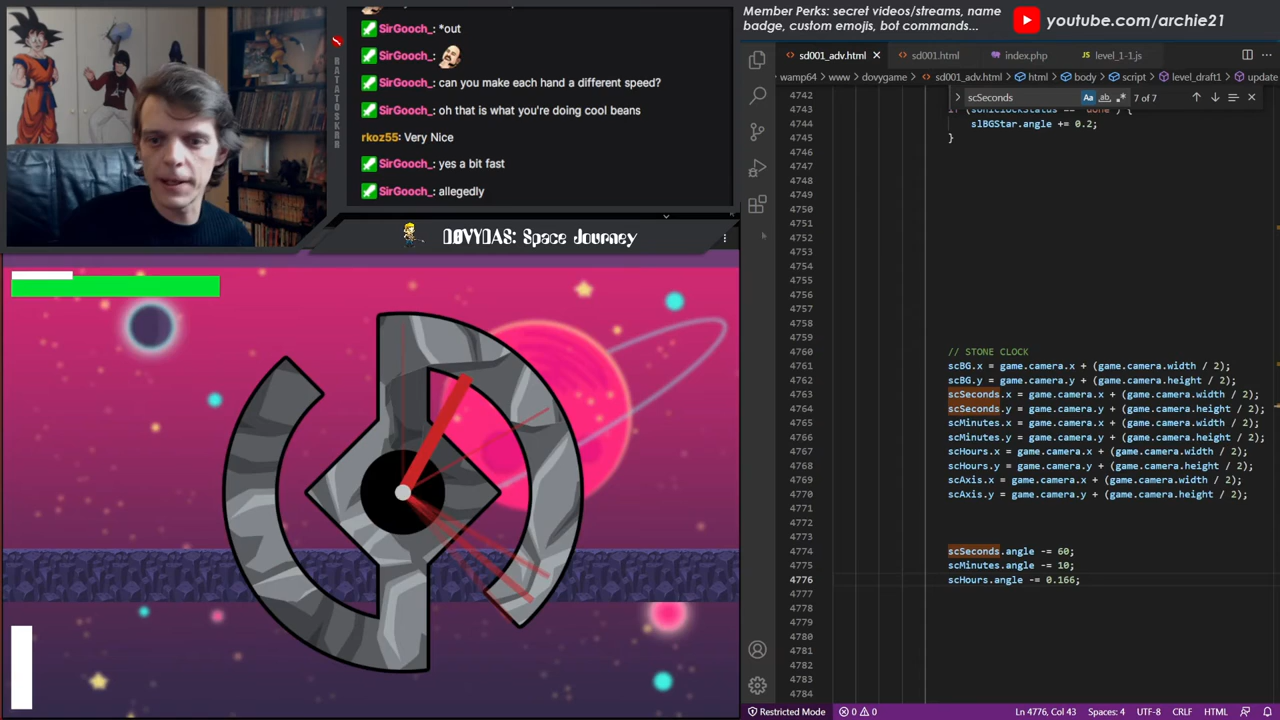 Member Perks: secret videos/streams, name
badge, custom emojis, bot commands...
youtube.com/archie21
RATATOSKR
SirGooch_: *out
SirGooch_:
SirGooch_: can you make each hand a different speed?
SirGooch_: oh that is what you're doing cool beans
rkoz55: Very Nice
SirGooch_: yes a bit fast
SirGooch_: allegedly
DOVYDAS: Space Journey
sd001_adv.html
sd001.html
index.php
JS level_1-1.js
wamp64 > www > dovygame > sd001_adv.html > html > body > script > level_draft1 > update
scSeconds
Aa
ab
7 of 7
4742
4743
4744 slBGStar.angle += 0.2;
4745 }
4746
4747
4748
4749
4750
4751
4752
4753
4754
4755
4756
4757
4758
4759
4760 // STONE CLOCK
4761 scBG.x = game.camera.x + (game.camera.width / 2);
4762 scBG.y = game.camera.y + (game.camera.height / 2);
4763 scSeconds.x = game.camera.x + (game.camera.width / 2);
4764 scSeconds.y = game.camera.y + (game.camera.height / 2);
4765 scMinutes.x = game.camera.x + (game.camera.width / 2);
4766 scMinutes.y = game.camera.y + (game.camera.height / 2);
4767 scHours.x = game.camera.x + (game.camera.width / 2);
4768 scHours.y = game.camera.y + (game.camera.height / 2);
4769 scAxis.x = game.camera.x + (game.camera.width / 2);
4770 scAxis.y = game.camera.y + (game.camera.height / 2);
4771
4772
4773
4774 scSeconds.angle -= 60;
4775 scMinutes.angle -= 10;
4776 scHours.angle -= 0.166;
4777
4778
4779
4780
4781
4782
4783
4784
Restricted Mode
0
0
Ln 4776, Col 43
Spaces: 4
UTF-8
CRLF
HTML